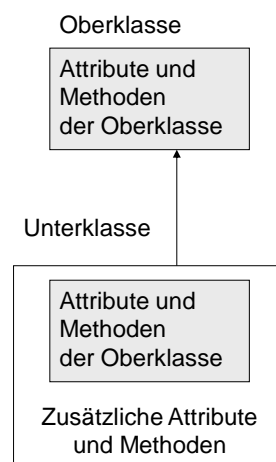 Oberklasse
Attribute und
Methoden
der Oberklasse
Unterklasse
Attribute und
Methoden
der Oberklasse
Zusätzliche Attribute
und Methoden